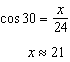 cos 30 = x/24
x ≈ 21